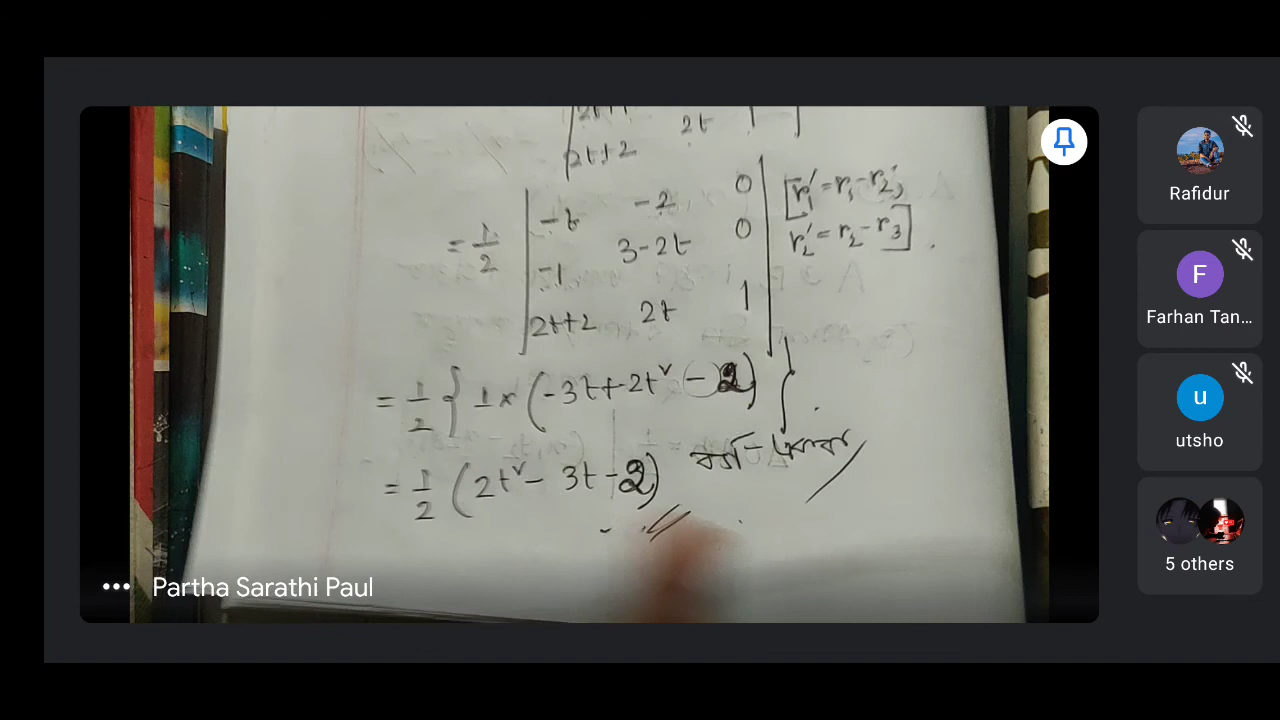 2t+1 2t 1
2t+2
= 1/2 | -t -2 0 | [r₁′ = r₁ - r₂,
| -1 3-2t 0 | r₂′ = r₂ - r₃].
| 2t+2 2t 1 |
= 1/2 { 1× (-3t+2t² - 2) }.
= 1/2 (2t² - 3t - 2) বর্গ একক
Partha Sarathi Paul
Rafidur
F
Farhan Tan...
u
utsho
5 others